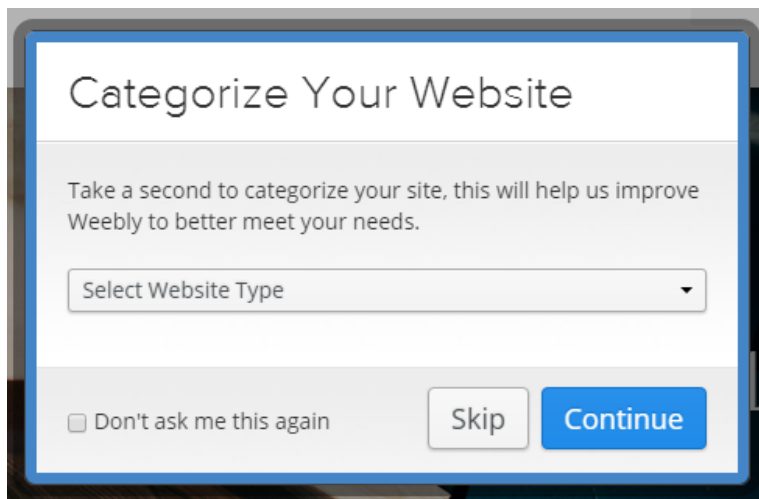 Categorize Your Website
Take a second to categorize your site, this will help us improve
Weebly to better meet your needs.
Select Website Type
Don't ask me this again
Skip
Continue